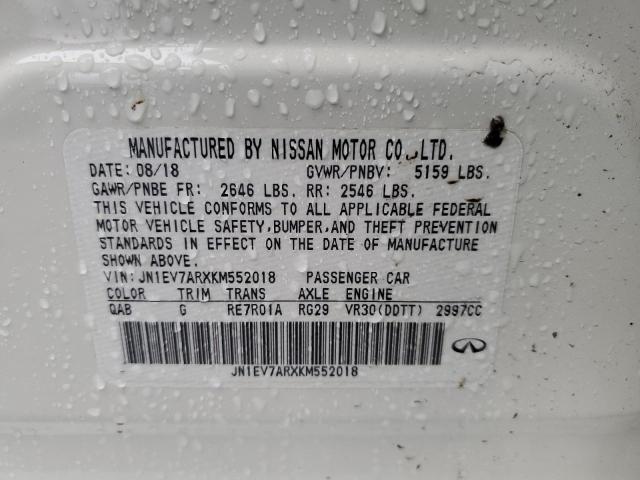 MANUFACTURED BY NISSAN MOTOR CO.,LTD.
DATE: 08/18 GVWR/PNBV: 5159 LBS.
GAWR/PNBE FR: 2646 LBS. RR: 2546 LBS.
THIS VEHICLE CONFORMS TO ALL APPLICABLE FEDERAL
MOTOR VEHICLE SAFETY,BUMPER,AND THEFT PREVENTION
STANDARDS IN EFFECT ON THE DATE OF MANUFACTURE
SHOWN ABOVE.
VIN: JN1EV7ARXKM552018 PASSENGER CAR
COLOR TRIM TRANS AXLE ENGINE
QAB G RE7R01A RG29 VR30(DDTT) 2997CC
JN1EV7ARXKM552018